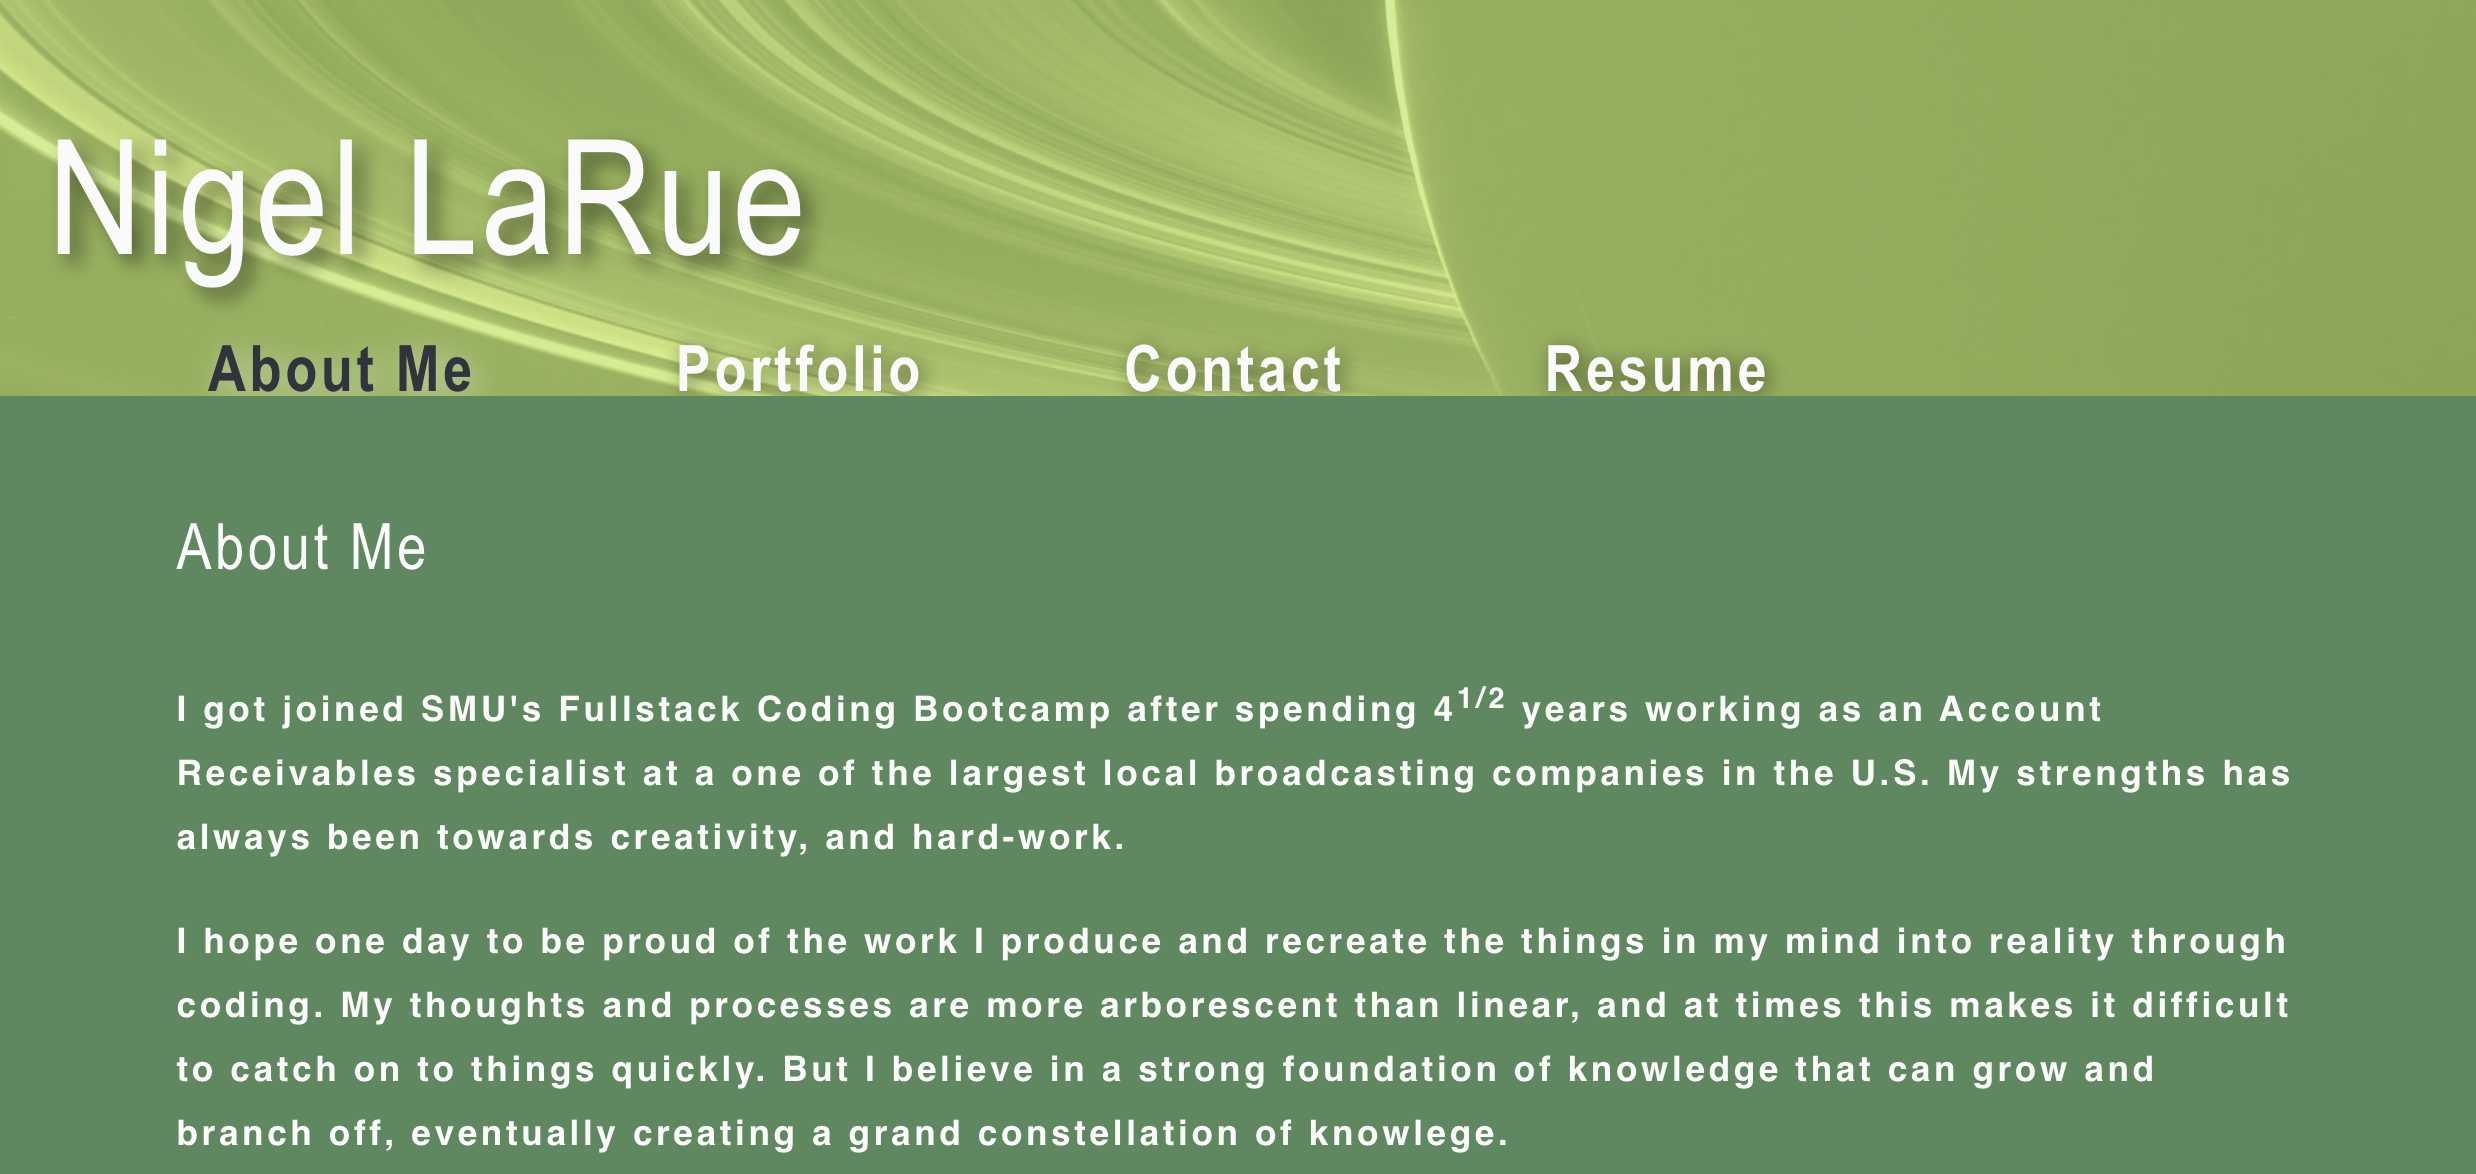 Nigel LaRue
About Me Portfolio Contact Resume
About Me
I got joined SMU's Fullstack Coding Bootcamp after spending 4 1/2 years working as an Account
Receivables specialist at a one of the largest local broadcasting companies in the U.S. My strengths has
always been towards creativity, and hard-work.
I hope one day to be proud of the work I produce and recreate the things in my mind into reality through
coding. My thoughts and processes are more arborescent than linear, and at times this makes it difficult
to catch on to things quickly. But I believe in a strong foundation of knowledge that can grow and
branch off, eventually creating a grand constellation of knowlege.